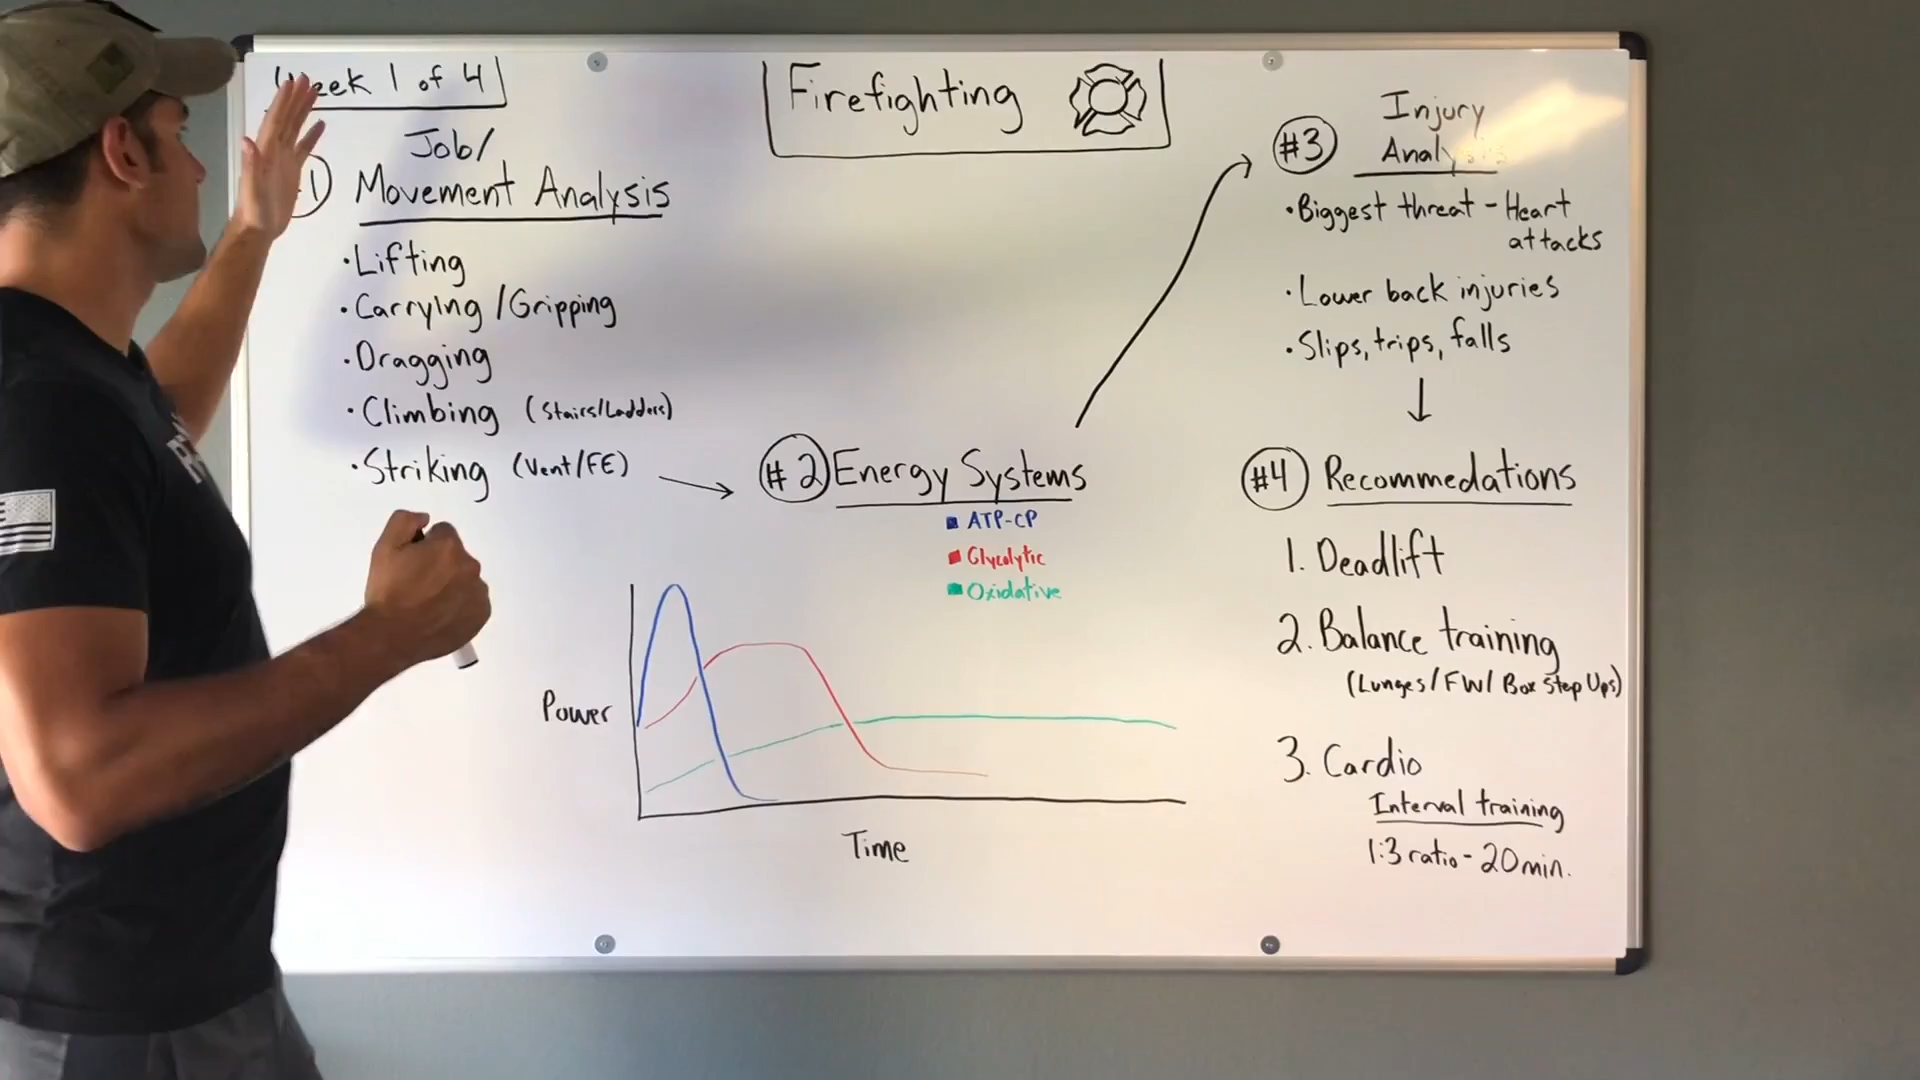 Week 1 of 4
Firefighting
Job/
#1 Movement Analysis
·Lifting
·Carrying/Gripping
·Dragging
·Climbing (Stairs/Ladders)
·Striking (Vent/FE)
#2 Energy Systems
ATP-CP
Glycolytic
Oxidative
Power
Time
#3 Injury
Analysis
·Biggest threat - Heart
attacks
·Lower back injuries
·Slips, trips, falls
#4 Recommedations
1. Deadlift
2. Balance training
(Lunges/FW/Box Step Ups)
3. Cardio
Interval training
1:3 ratio - 20 min.